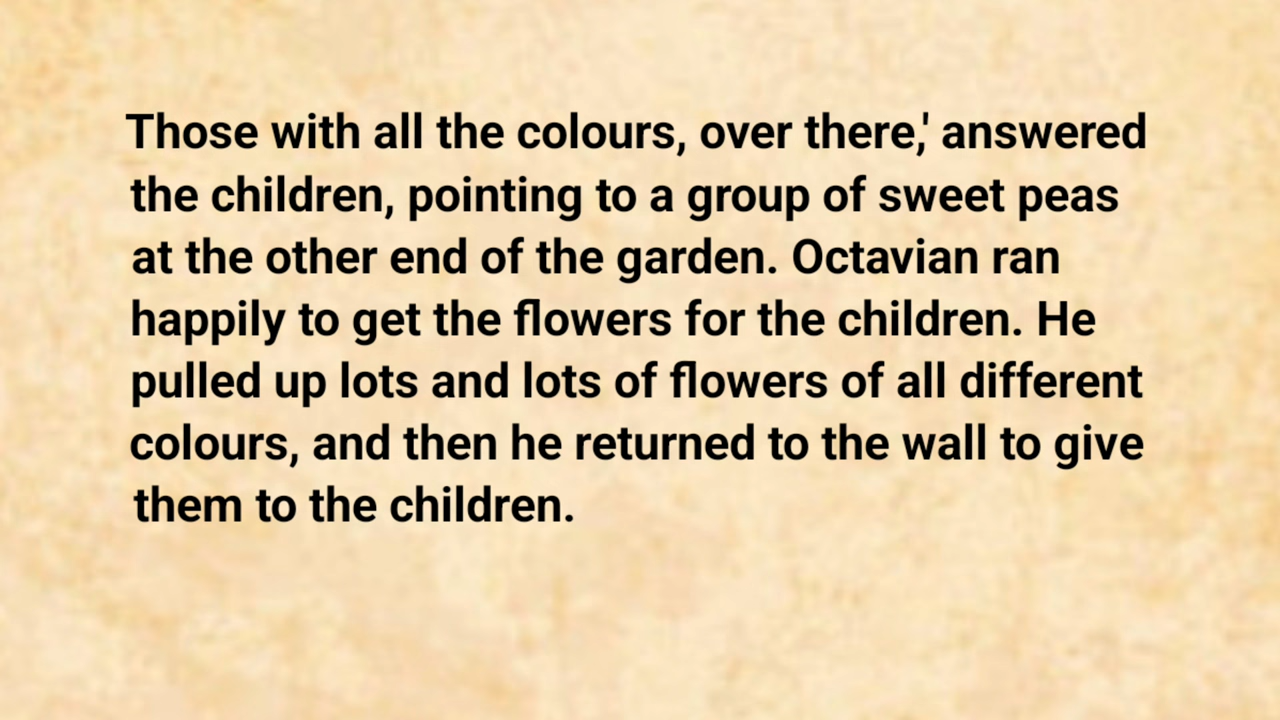 Those with all the colours, over there,' answered
the children, pointing to a group of sweet peas
at the other end of the garden. Octavian ran
happily to get the flowers for the children. He
pulled up lots and lots of flowers of all different
colours, and then he returned to the wall to give
them to the children.